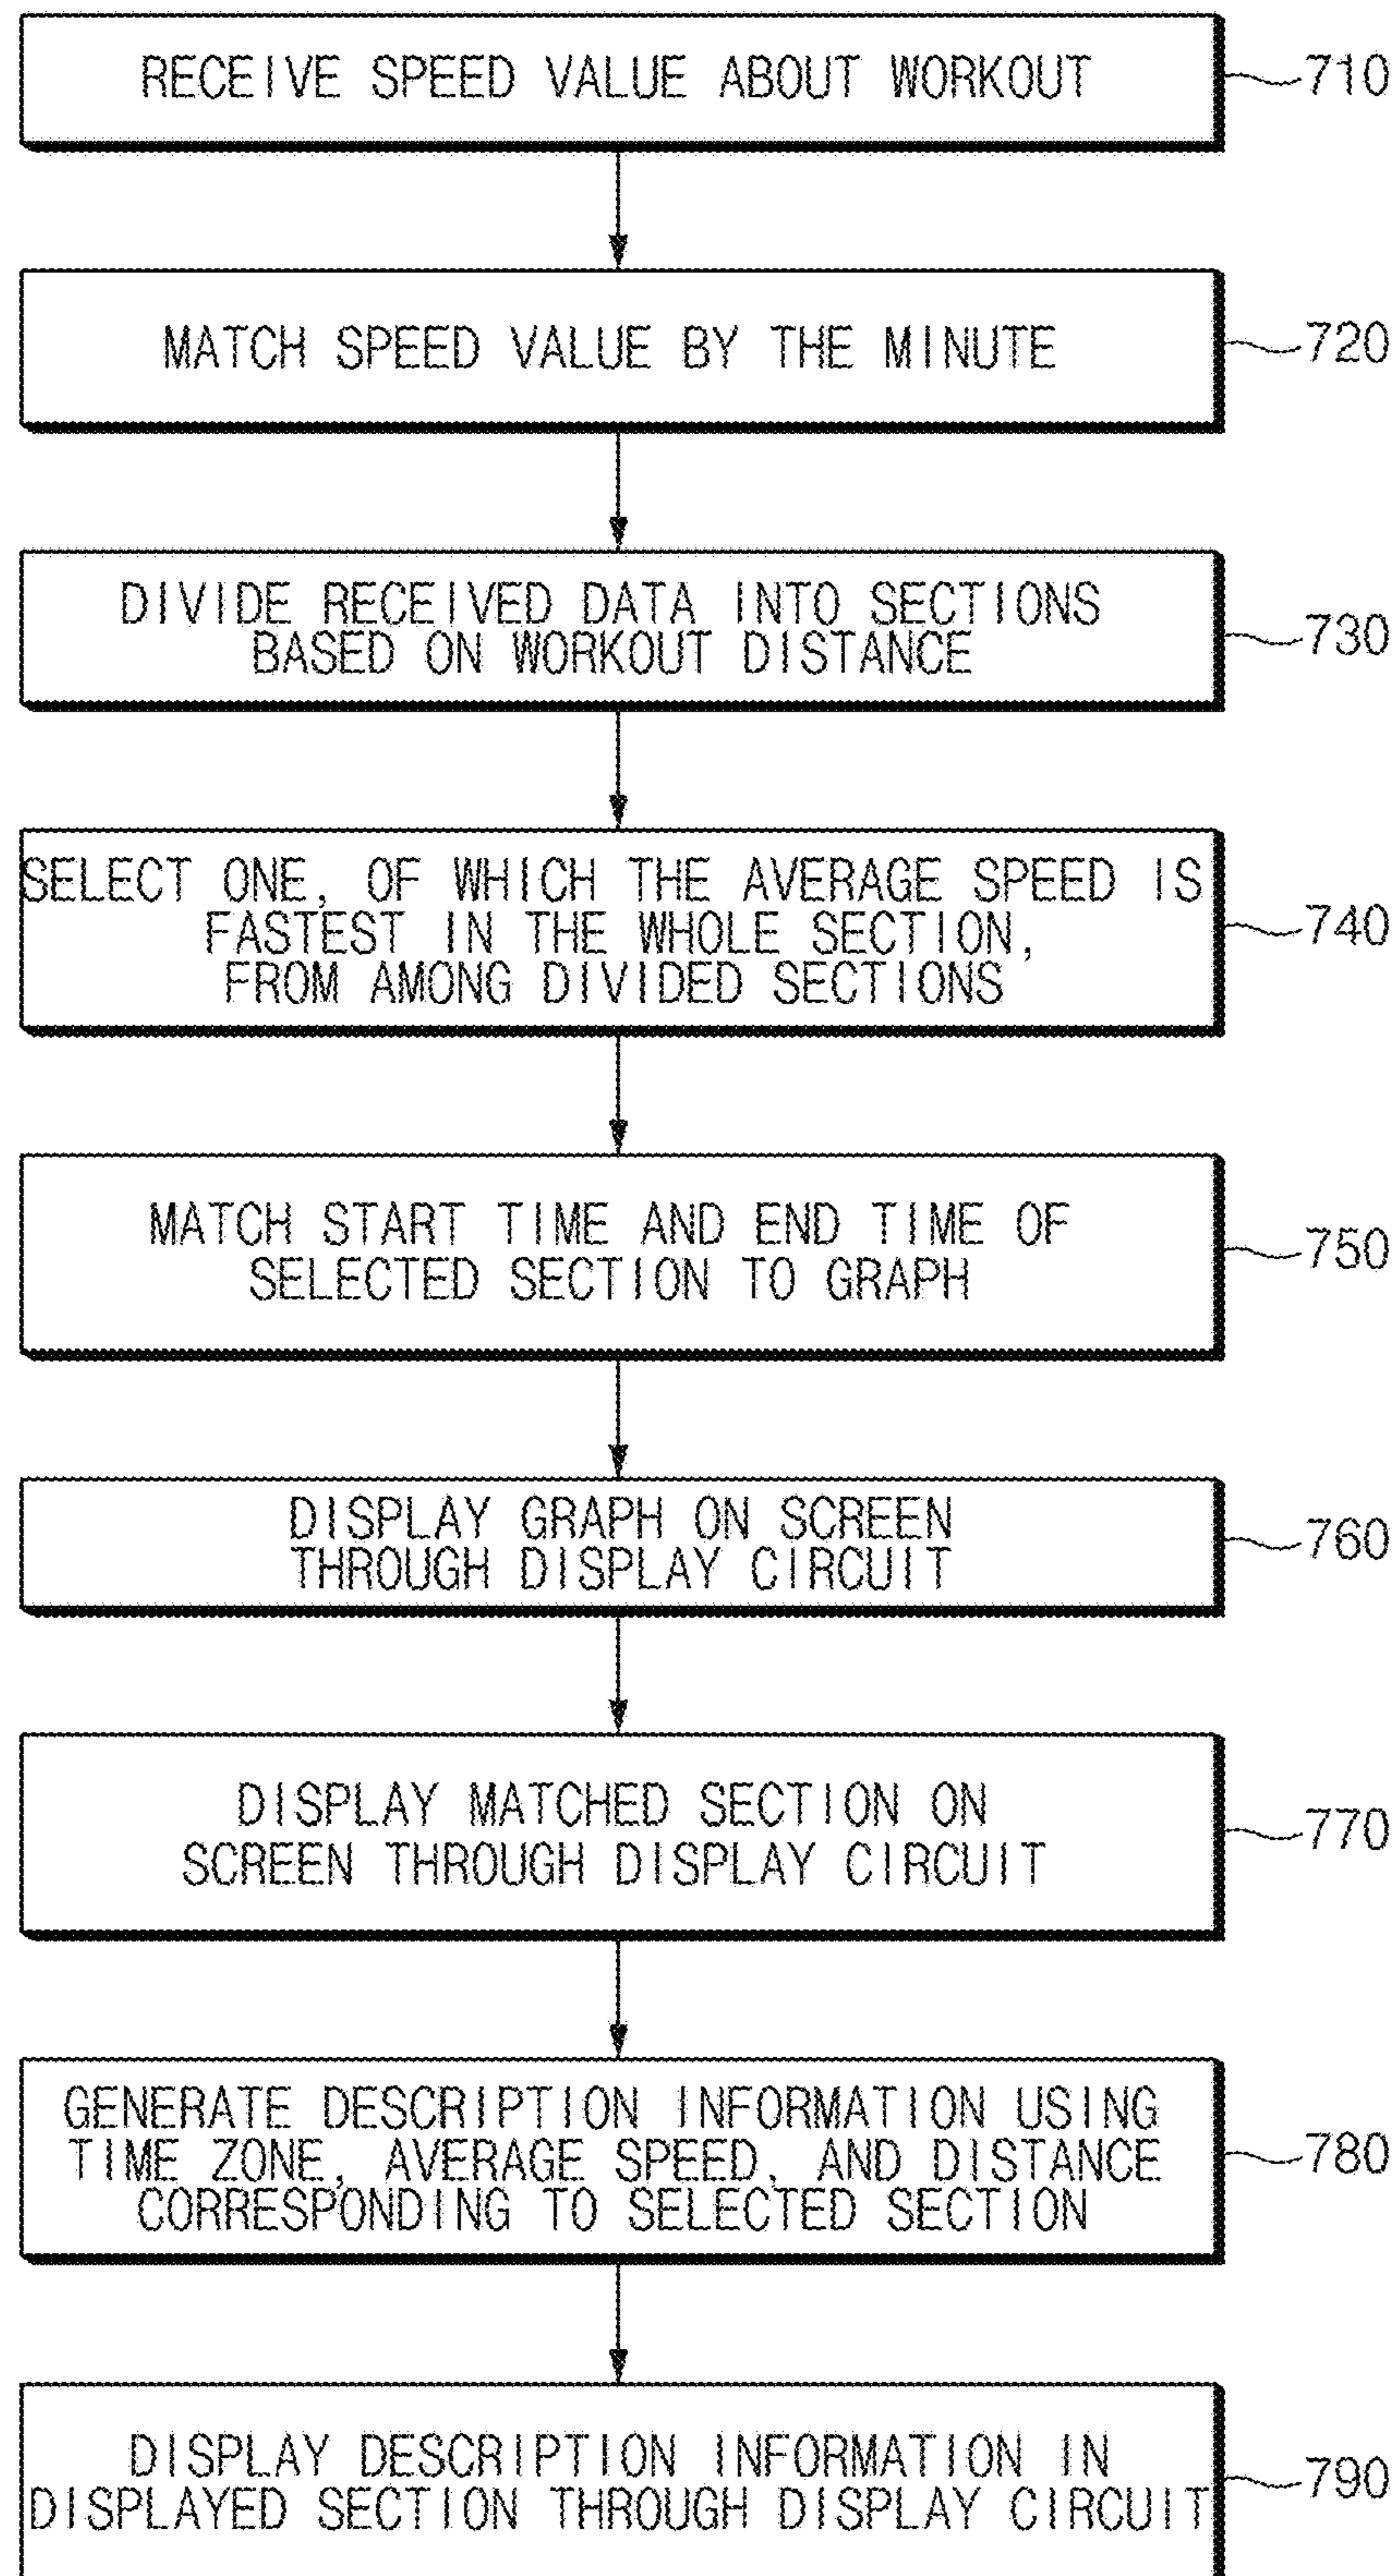 RECEIVE SPEED VALUE ABOUT WORKOUT
710
MATCH SPEED VALUE BY THE MINUTE
720
DIVIDE RECEIVED DATA INTO SECTIONS
BASED ON WORKOUT DISTANCE
730
SELECT ONE, OF WHICH THE AVERAGE SPEED IS
FASTEST IN THE WHOLE SECTION,
FROM AMONG DIVIDED SECTIONS
740
MATCH START TIME AND END TIME OF
SELECTED SECTION TO GRAPH
750
DISPLAY GRAPH ON SCREEN
THROUGH DISPLAY CIRCUIT
760
DISPLAY MATCHED SECTION ON
SCREEN THROUGH DISPLAY CIRCUIT
770
GENERATE DESCRIPTION INFORMATION USING
TIME ZONE, AVERAGE SPEED, AND DISTANCE
CORRESPONDING TO SELECTED SECTION
780
DISPLAY DESCRIPTION INFORMATION IN
DISPLAYED SECTION THROUGH DISPLAY CIRCUIT
790